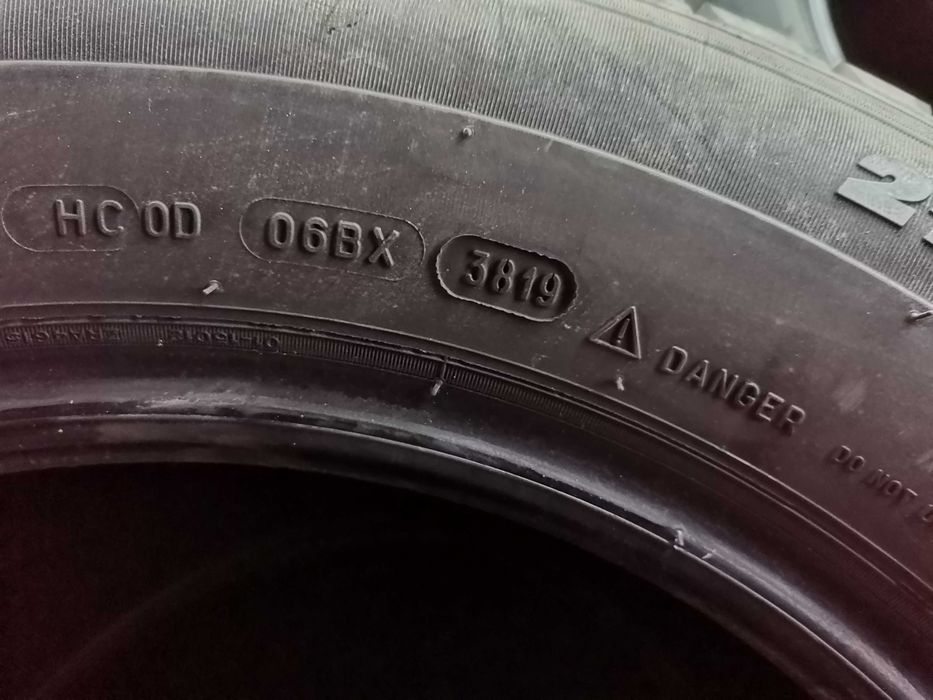 HC 0D 06BX 3819
DANGER
DO NOT